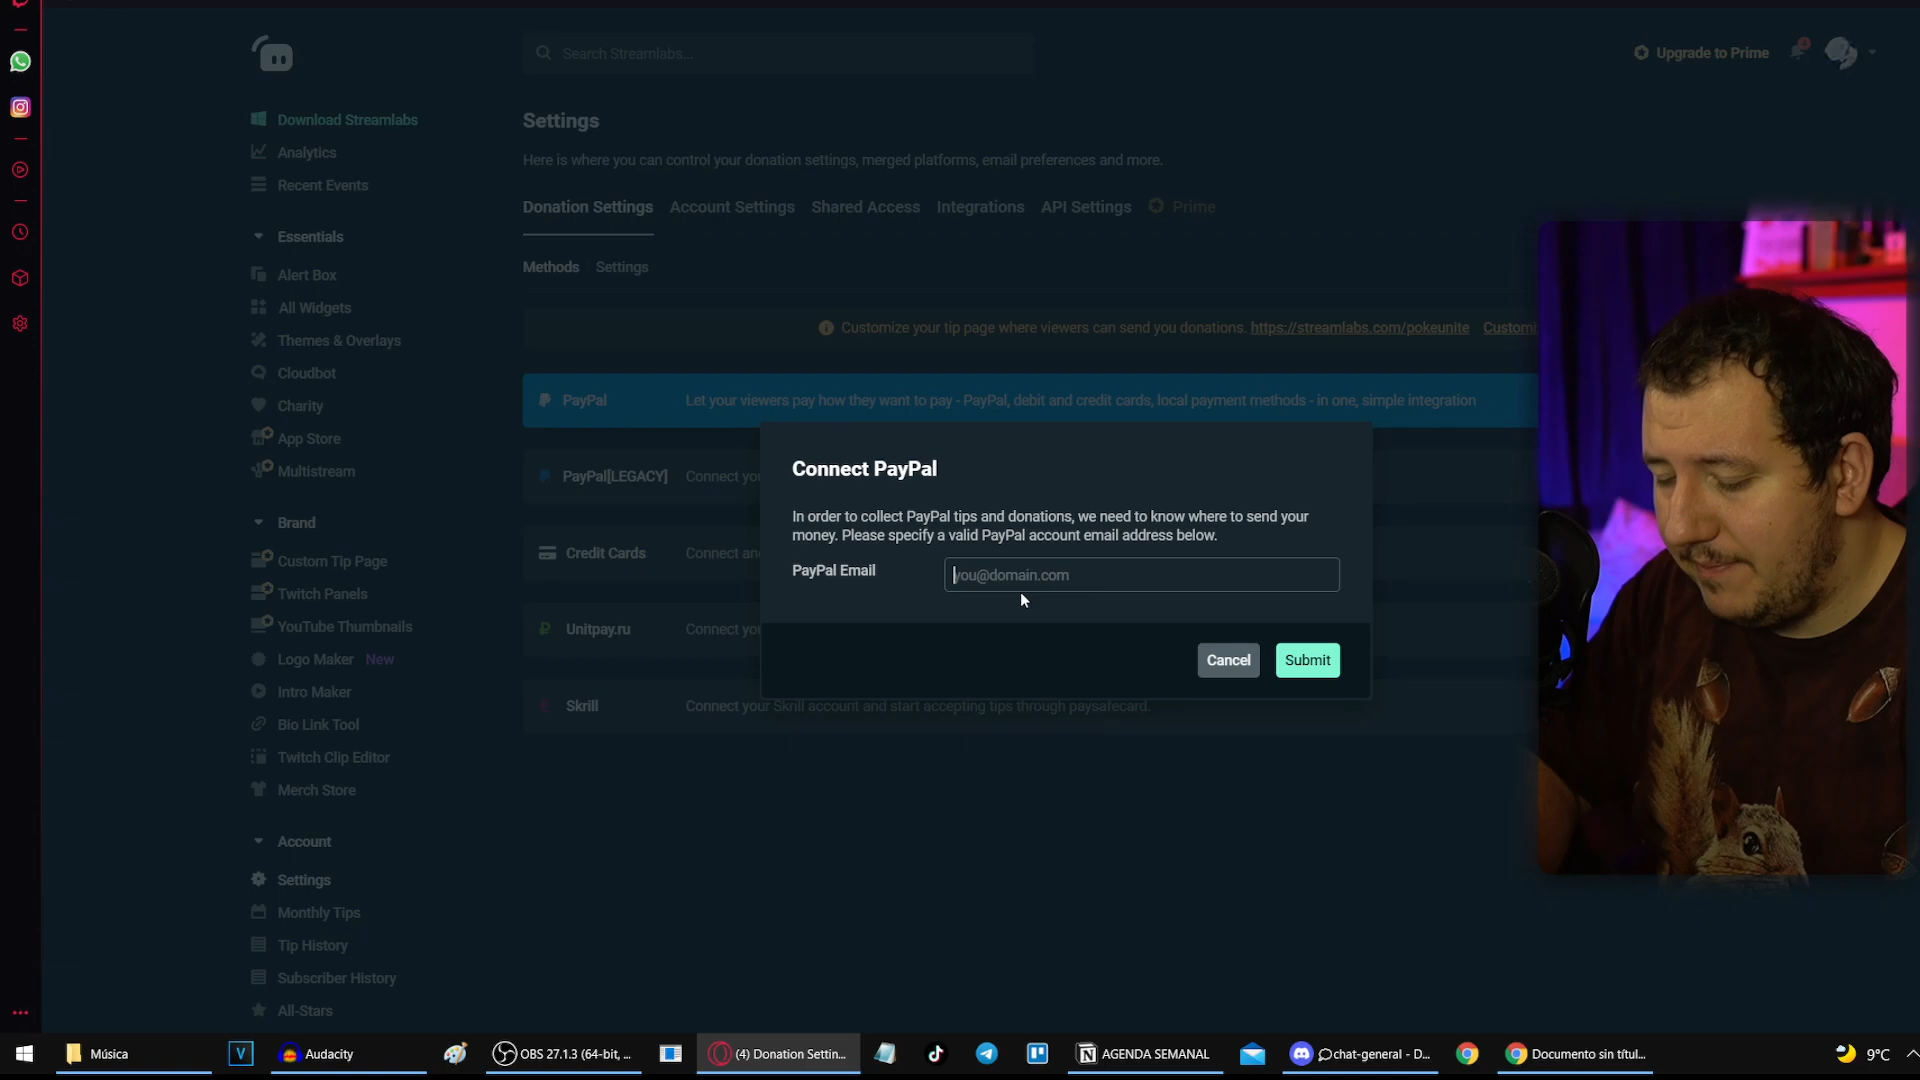 Search Streamlabs...
Upgrade to Prime
Download Streamlabs
Analytics
Recent Events
Essentials
Alert Box
All Widgets
Themes & Overlays
Cloudbot
Charity
App Store
Multistream
Brand
Custom Tip Page
Twitch Panels
YouTube Thumbnails
Logo Maker New
Intro Maker
Bio Link Tool
Twitch Clip Editor
Merch Store
Account
Settings
Monthly Tips
Tip History
Subscriber History
All-Stars
Settings
Here is where you can control your donation settings, merged platforms, email preferences and more.
Donation Settings Account Settings Shared Access Integrations API Settings Prime
Methods Settings
Customize your tip page where viewers can send you donations. https://streamlabs.com/pokeunite Customi
PayPal Let your viewers pay how they want to pay - PayPal, debit and credit cards, local payment methods - in one, simple integration
PayPal[LEGACY] Connect you
Credit Cards Connect an
Unitpay.ru Connect you
Skrill Connect your Skrill account and start accepting tips through paysafecard.
Connect PayPal
In order to collect PayPal tips and donations, we need to know where to send your
money. Please specify a valid PayPal account email address below.
PayPal Email you@domain.com
Cancel Submit
Música
V
Audacity
OBS 27.1.3 (64-bit, ...
(4) Donation Settin...
AGENDA SEMANAL
chat-general - D...
Documento sin títul...
9°C